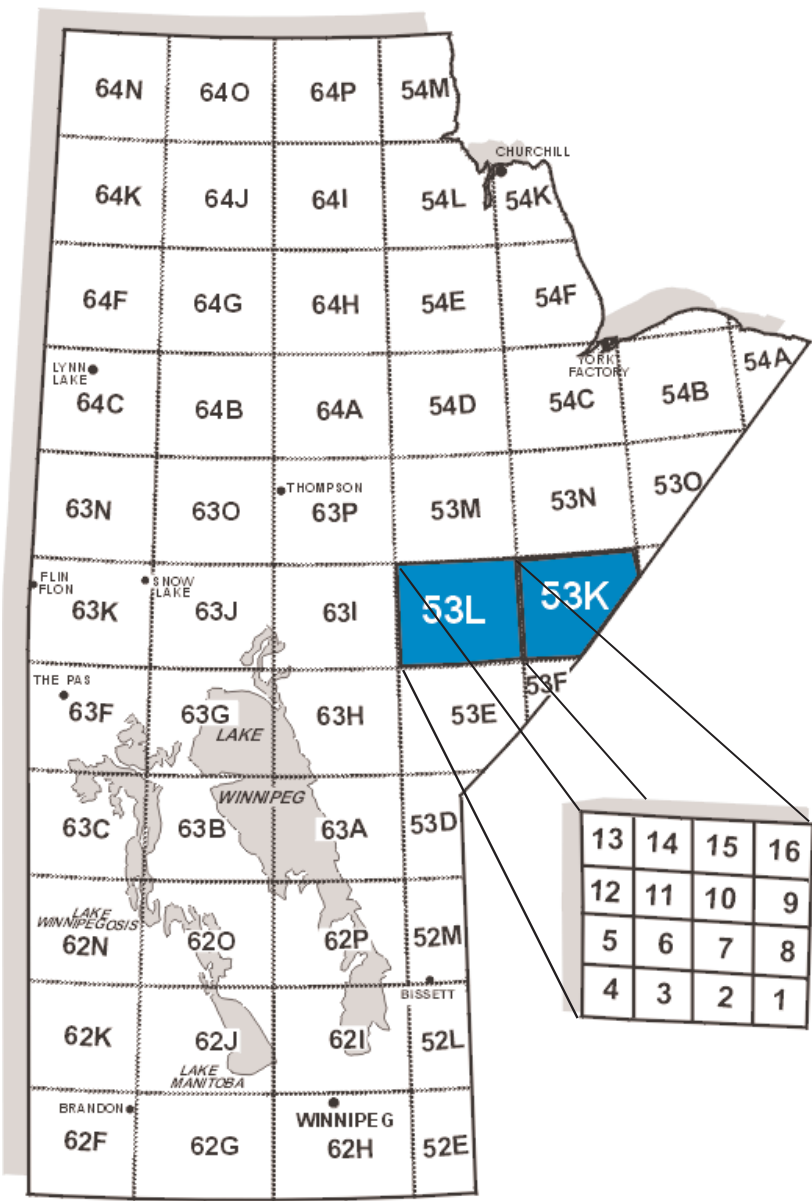 64N 64O 64P 54M
CHURCHILL
64K 64J 64I 54L 54K
64F 64G 64H 54E 54F
YORK
FACTORY
54A
LYNN
LAKE
64C 64B 64A 54D 54C 54B
THOMPSON
63N 63O 63P 53M 53N 53O
FLIN
FLON
SNOW
LAKE
63K 63J 63I 53L 53K
THE PAS
63F 63G 63H 53E 53F
LAKE
WINNIPEG
63C 63B 63A 53D
LAKE
WINNIPEGOSIS
62N 62O 62P 52M
BISSETT
62K 62J 62I 52L
LAKE
MANITOBA
BRANDON
WINNIPEG
62F 62G 62H 52E
13 14 15 16
12 11 10 9
5 6 7 8
4 3 2 1